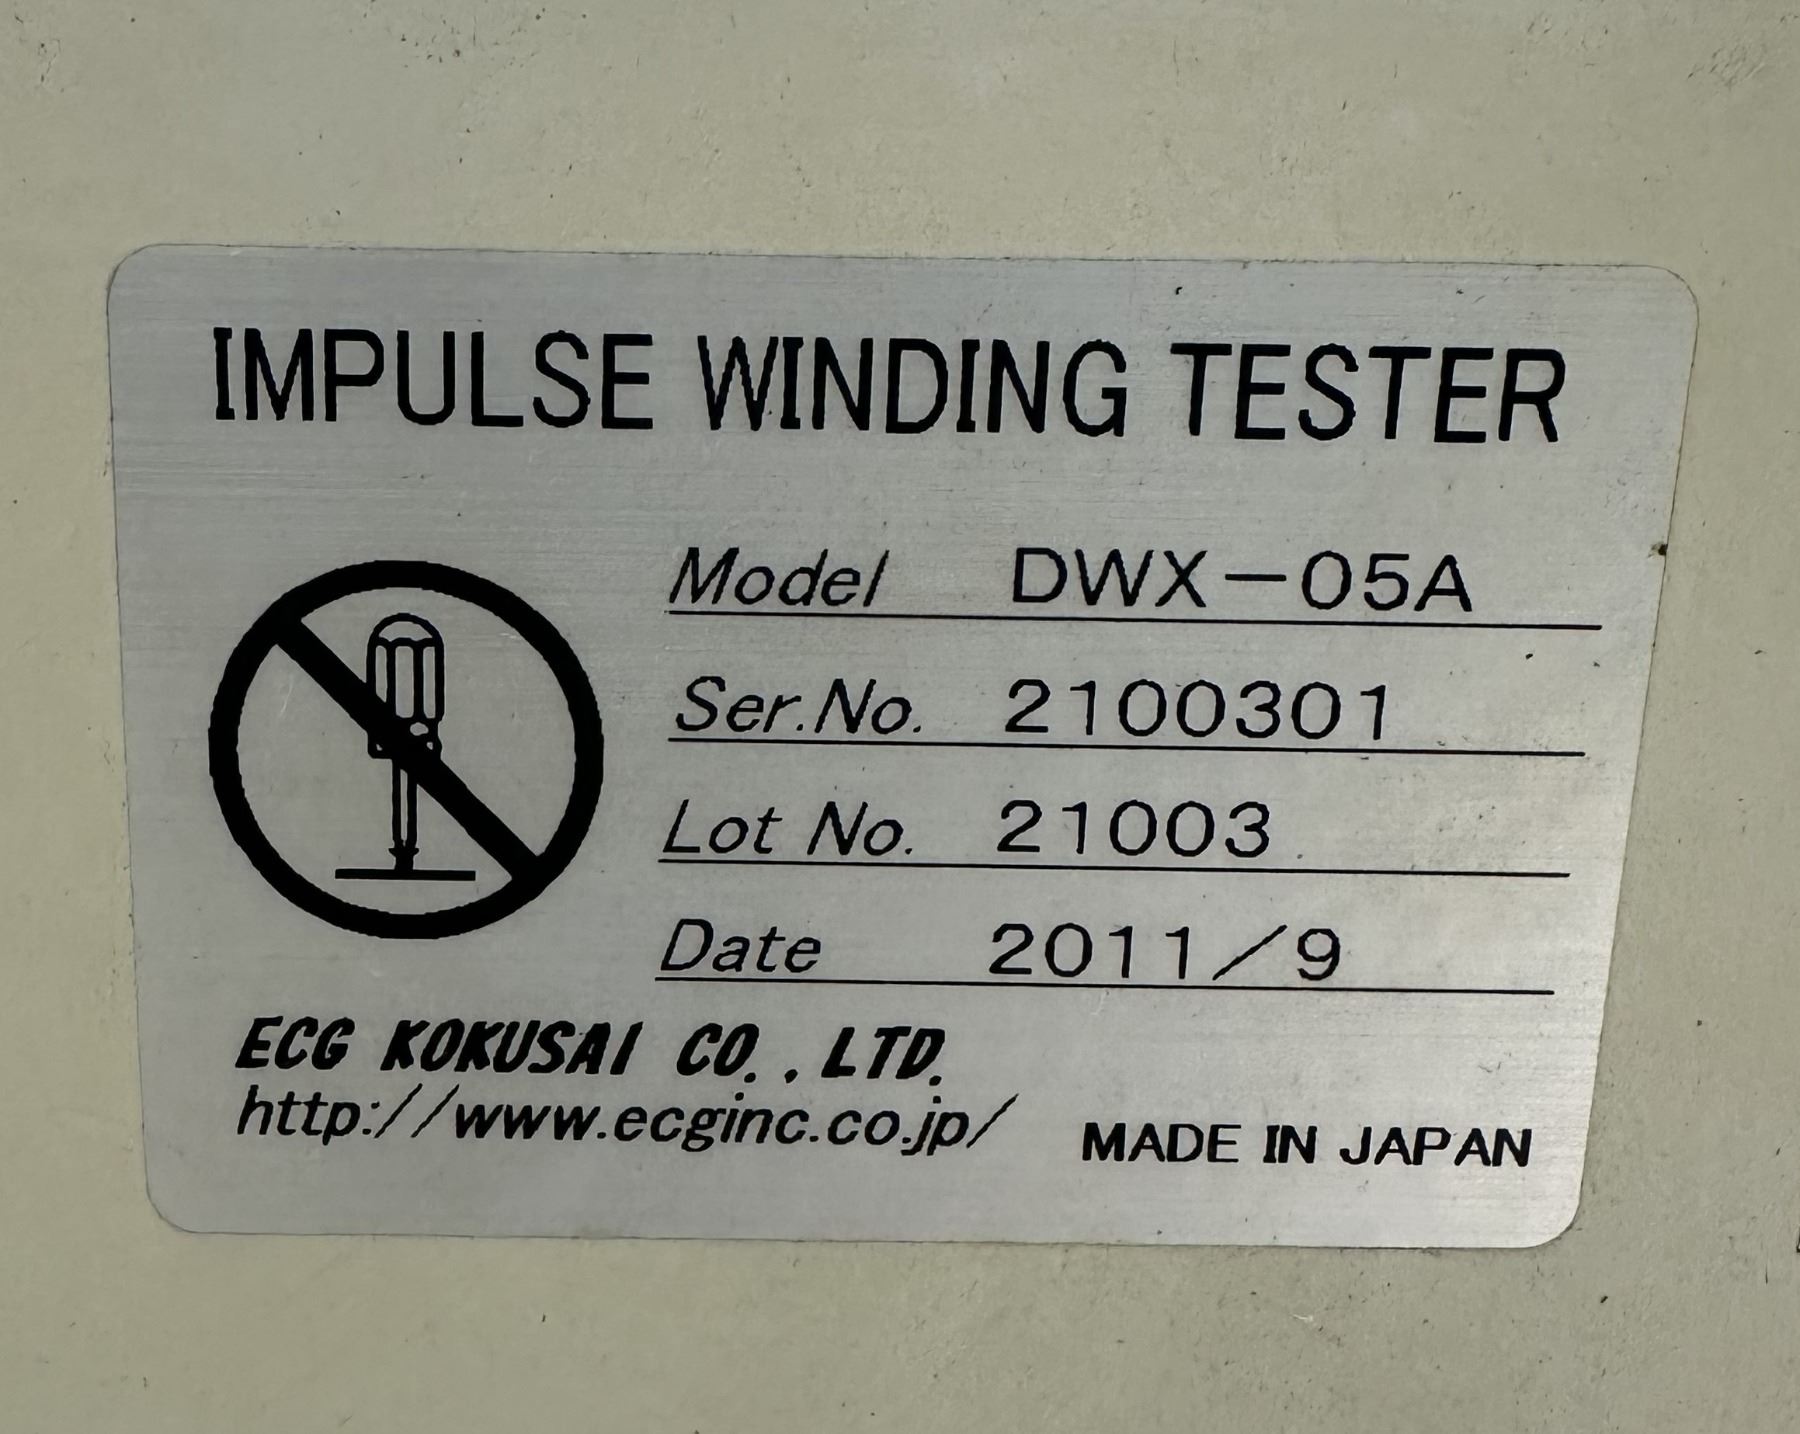 IMPULSE WINDING TESTER
Model DWX-05A
Ser.No. 2100301
Lot No. 21003
Date 2011/9
ECG KOKUSAI CO.,LTD.
http://www.ecginc.co.jp/
MADE IN JAPAN